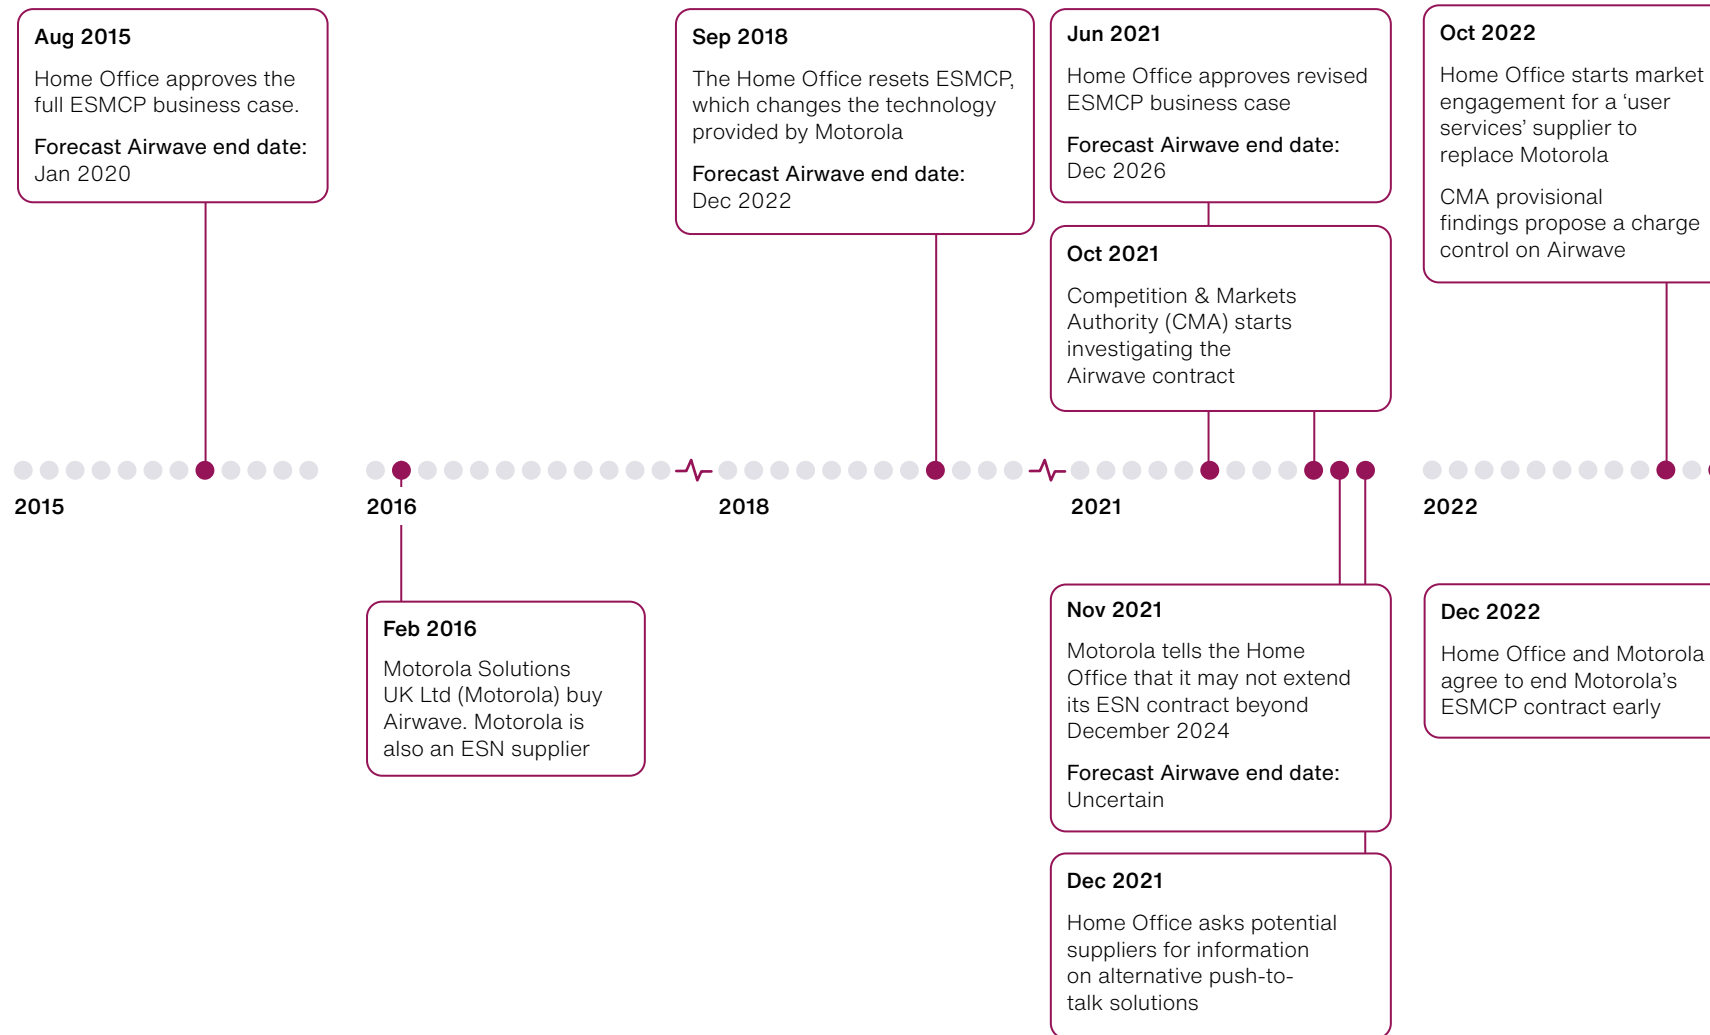 Aug 2015
Home Office approves the
full ESMCP business case.
Forecast Airwave end date:
Jan 2020
Sep 2018
The Home Office resets ESMCP,
which changes the technology
provided by Motorola
Forecast Airwave end date:
Dec 2022
Jun 2021
Home Office approves revised
ESMCP business case
Forecast Airwave end date:
Dec 2026
Oct 2021
Competition & Markets
Authority (CMA) starts
investigating the
Airwave contract
Oct 2022
Home Office starts market
engagement for a ‘user
services’ supplier to
replace Motorola
CMA provisional
findings propose a charge
control on Airwave
2015
2016
2018
2021
2022
Feb 2016
Motorola Solutions
UK Ltd (Motorola) buy
Airwave. Motorola is
also an ESN supplier
Nov 2021
Motorola tells the Home
Office that it may not extend
its ESN contract beyond
December 2024
Forecast Airwave end date:
Uncertain
Dec 2021
Home Office asks potential
suppliers for information
on alternative push-to-
talk solutions
Dec 2022
Home Office and Motorola
agree to end Motorola’s
ESMCP contract early